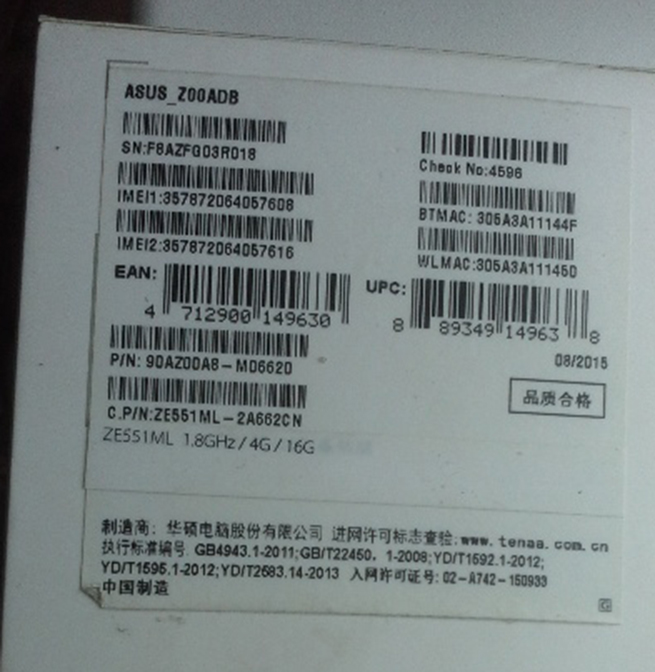 ASUS_Z00ADB
SN:F8AZFG03R018
Check No:4596
IMEI1:357872064057608
BTMAC: 305A3A11144F
IMEI2:357872064057616
WLMAC:305A3A111450
EAN:
4 712900 149630
UPC:
8 89349 14963 8
08/2015
P/N: 90AZ00A8-M06620
品质合格
C.P/N:ZE551ML-2A662CN
ZE551ML 1.8GHz/4G/16G
制造商: 华硕电脑股份有限公司 进网许可标志查验:www.tenaa.com.cn
执行标准编号 GB4943.1-2011;GB/T22450. 1-2008;YD/T1592.1-2012;
YD/T1595.1-2012;YD/T2583.14-2013 入网许可证号: 02-A742-150933
中国制造